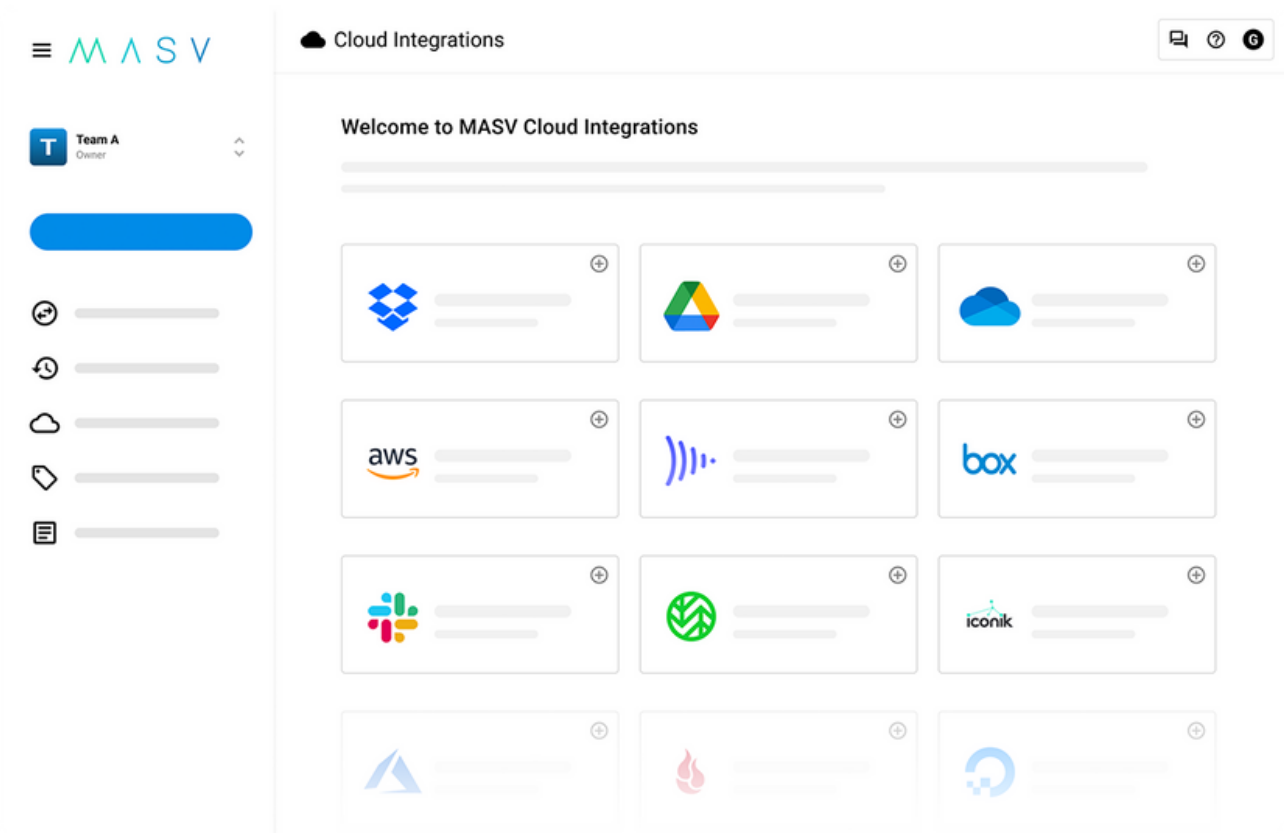 MASV
Cloud Integrations
G
T
Team A
Owner
Welcome to MASV Cloud Integrations
aws
box
iconik